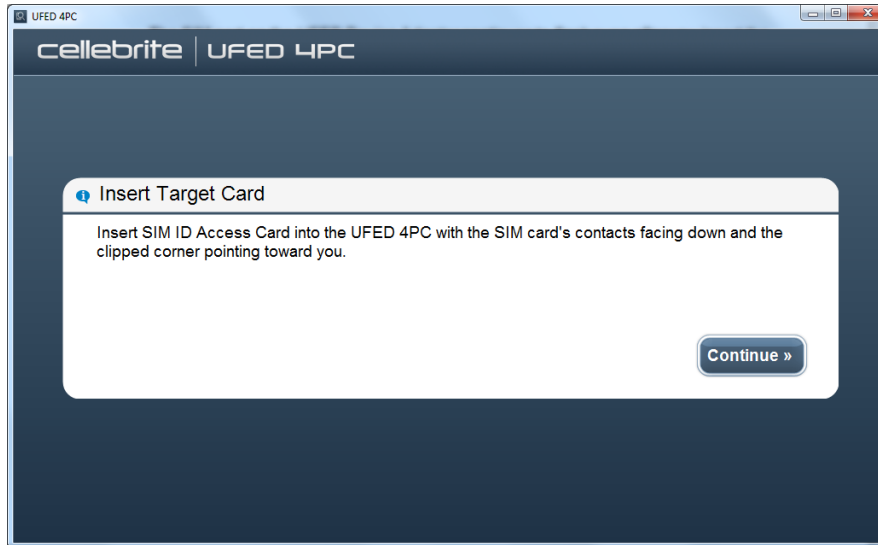 UFED 4PC
cellebrite UFED 4PC
Insert Target Card
Insert SIM ID Access Card into the UFED 4PC with the SIM card's contacts facing down and the
clipped corner pointing toward you.
Continue »